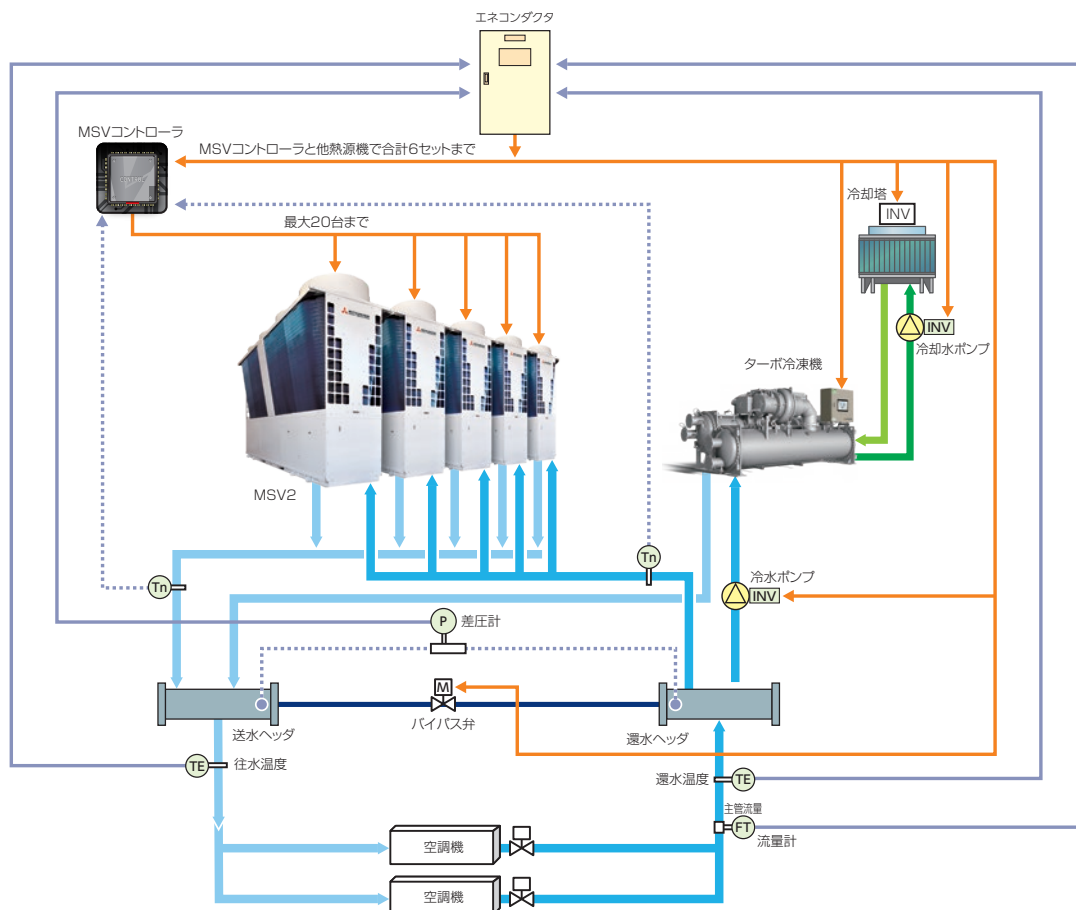 エネコンダクタ
MSVコントローラ
MSVコントローラと他熱源機で合計6セットまで
冷却塔
INV
最大20台まで
INV
冷却水ポンプ
ターボ冷凍機
MSV2
Tn
Tn
冷水ポンプ
INV
P 差圧計
M
バイパス弁
送水ヘッダ
還水ヘッダ
TE 往水温度
還水温度 TE
主管流量
FT
流量計
空調機
空調機